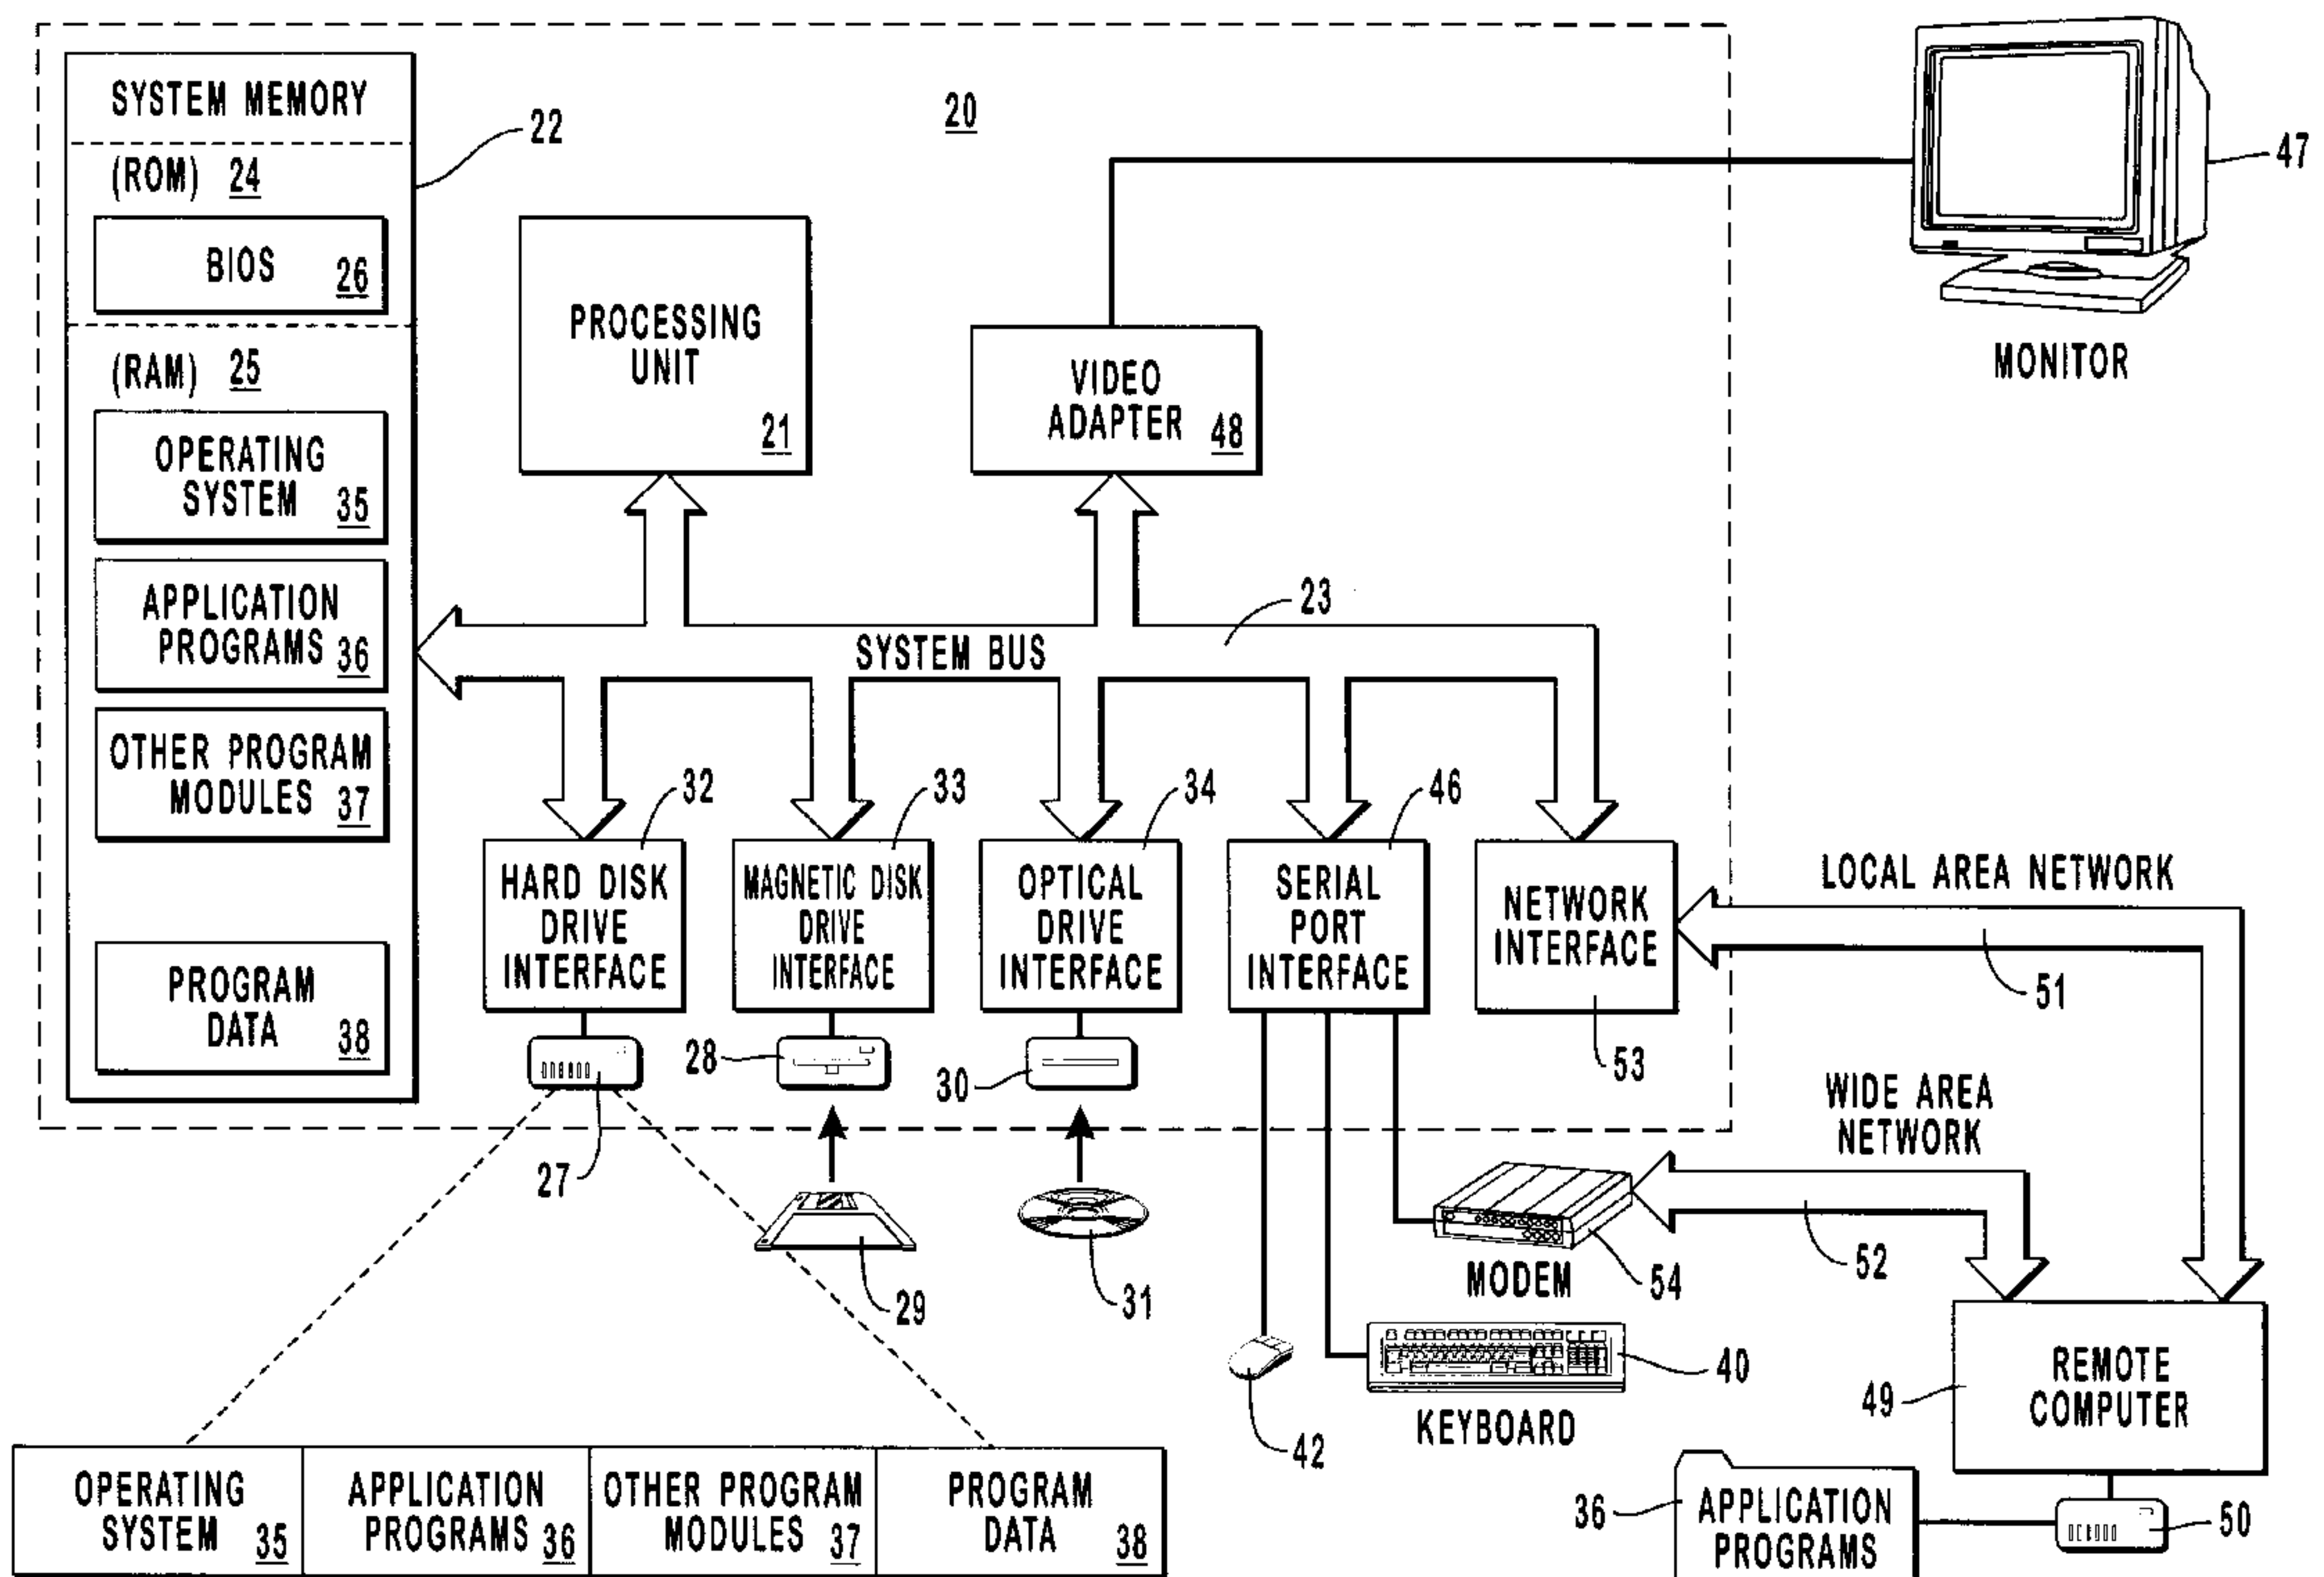 SYSTEM MEMORY
(ROM) 24
BIOS
26
(RAM) 25
OPERATING
SYSTEM
35
APPLICATION
PROGRAMS 36
OTHER PROGRAM
MODULES 37
PROGRAM
DATA
38
22
20
PROCESSING
UNIT
21
VIDEO
ADAPTER 48
47
MONITOR
23
SYSTEM BUS
32
HARD DISK
DRIVE
INTERFACE
33
MAGNETIC DISK
DRIVE
INTERFACE
34
OPTICAL
DRIVE
INTERFACE
46
SERIAL
PORT
INTERFACE
NETWORK
INTERFACE
53
LOCAL AREA NETWORK
51
28
30
27
29
31
WIDE AREA
NETWORK
52
MODEM
54
42
40
KEYBOARD
49
REMOTE
COMPUTER
50
36
APPLICATION
PROGRAMS
OPERATING
SYSTEM 35
APPLICATION
PROGRAMS 36
OTHER PROGRAM
MODULES 37
PROGRAM
DATA 38